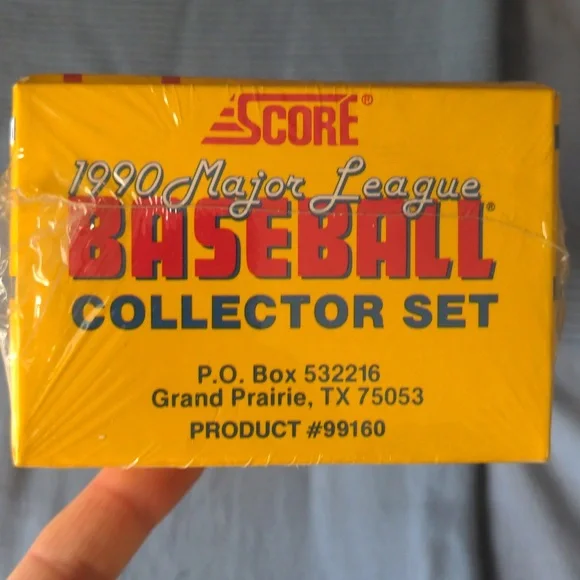 SCORE®
1990 Major League
BASEBALL®
COLLECTOR SET
P.O. Box 532216
Grand Prairie, TX 75053
PRODUCT #99160